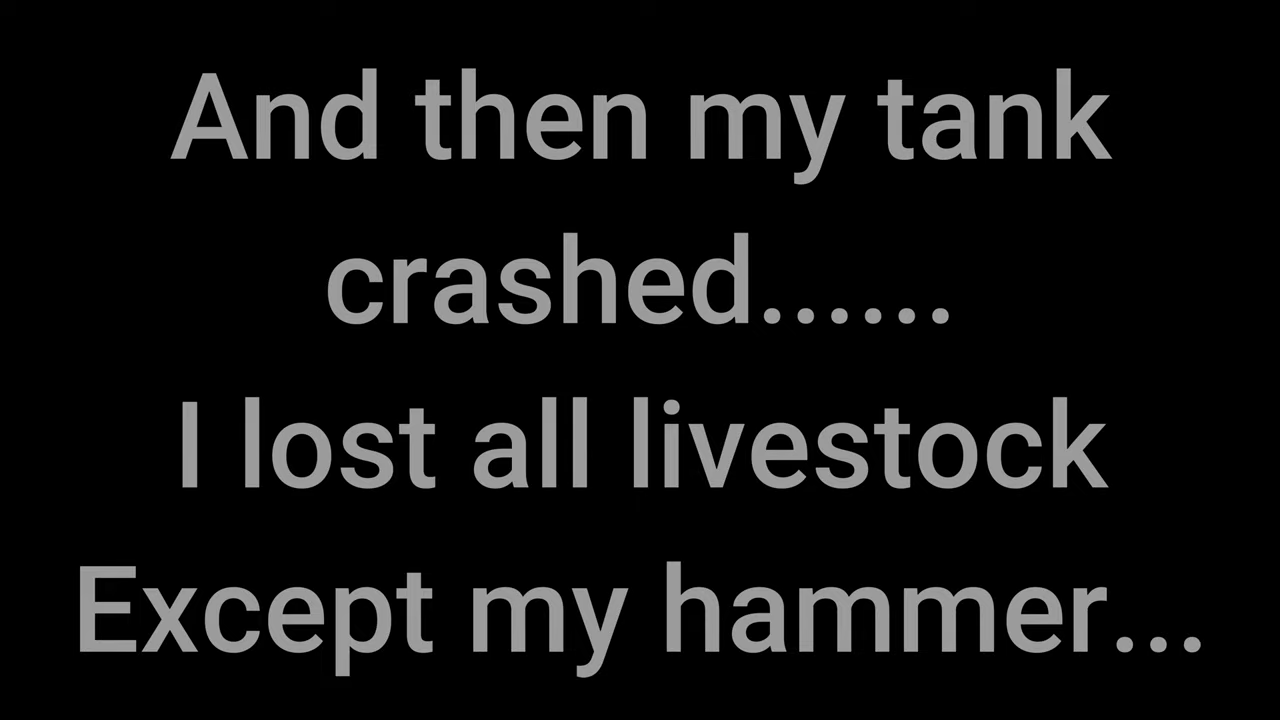 And then my tank
crashed......
I lost all livestock
Except my hammer...